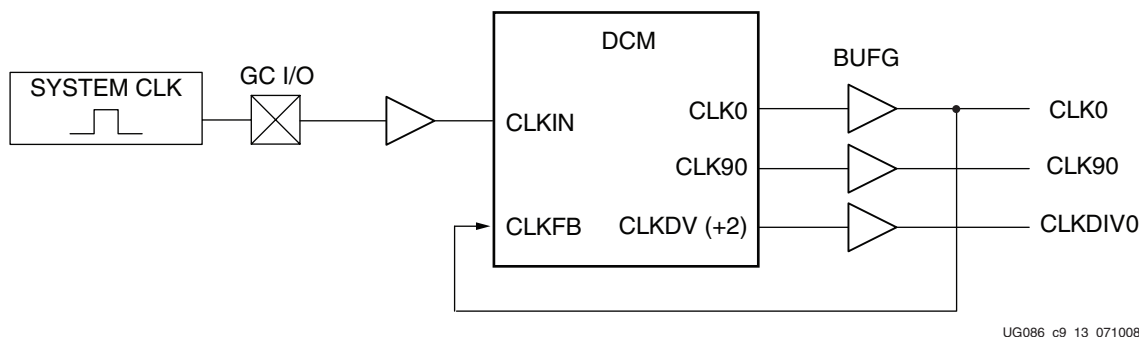 DCM
BUFG
SYSTEM CLK
GC I/O
CLKIN
CLK0
CLK0
CLK90
CLK90
CLKFB
CLKDV (+2)
CLKDIV0
UG086_c9_13_071008